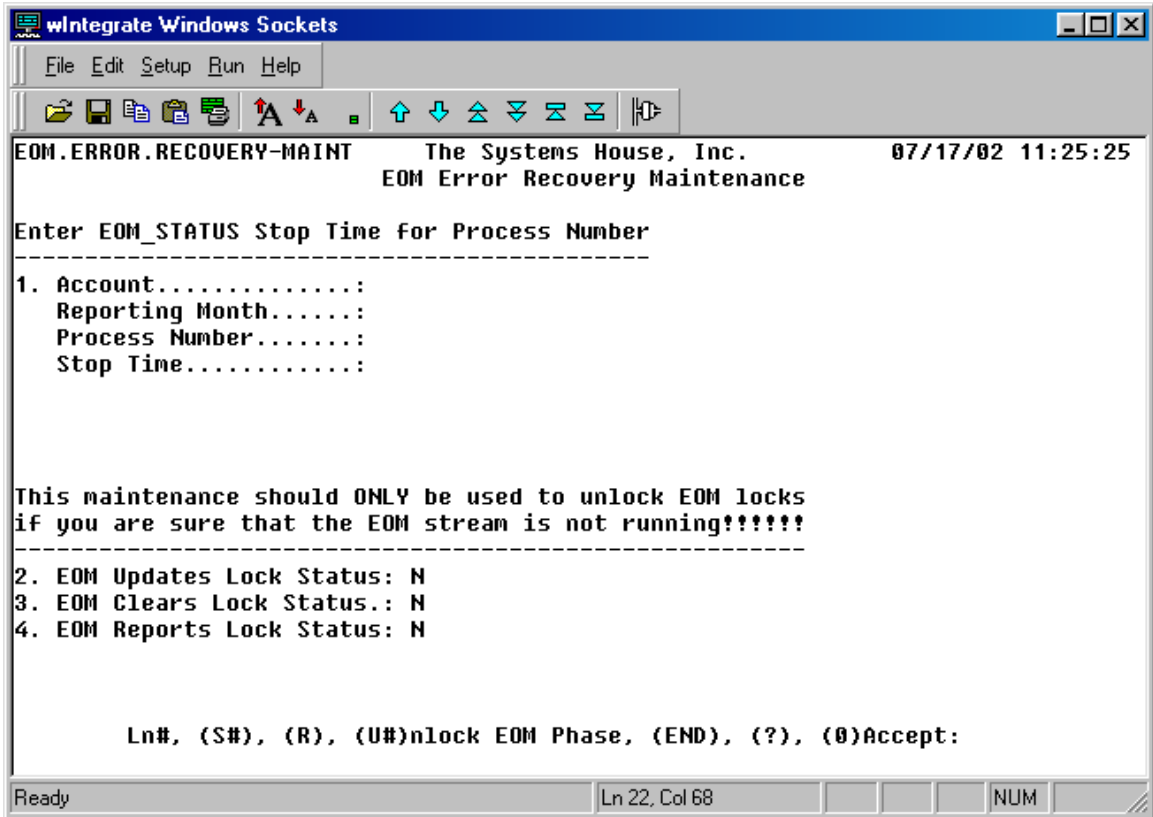 wIntegrate Windows Sockets
File Edit Setup Run Help
EOM.ERROR.RECOVERY-MAINT The Systems House, Inc. 07/17/02 11:25:25
EOM Error Recovery Maintenance
Enter EOM_STATUS Stop Time for Process Number
---------------------------------------------
1. Account..............:
Reporting Month......:
Process Number.......:
Stop Time............:
This maintenance should ONLY be used to unlock EOM locks
if you are sure that the EOM stream is not running!!!!!!
--------------------------------------------------------
2. EOM Updates Lock Status: N
3. EOM Clears Lock Status.: N
4. EOM Reports Lock Status: N
Ln#, (S#), (R), (U#)nlock EOM Phase, (END), (?), (0)Accept:
Ready Ln 22, Col 68 NUM